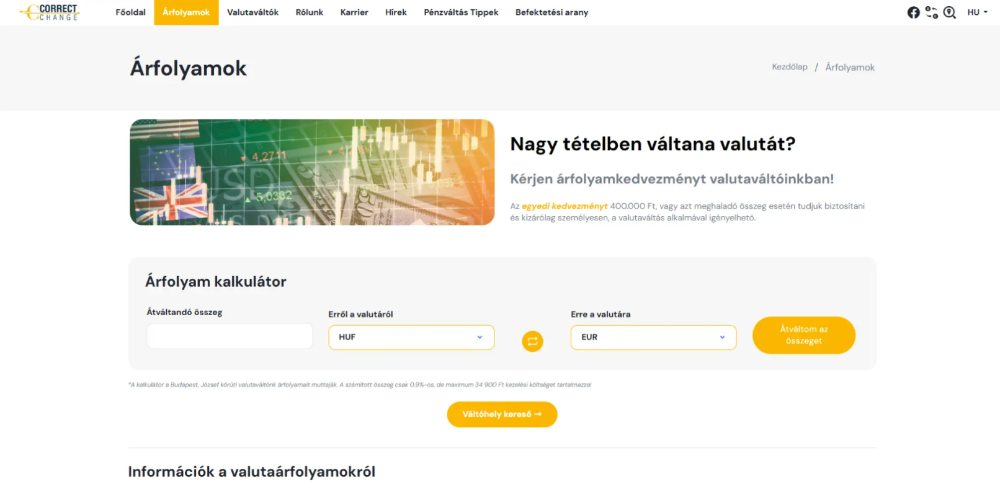 CORRECT
CHANGE
Főoldal
Árfolyamok
Valutaváltók
Rólunk
Karrier
Hírek
Pénzváltás Tippek
Befektetési arany
HU
Árfolyamok
Kezdőlap / Árfolyamok
4,2711
USD
5,0332
Nagy tételben váltana valutát?
Kérjen árfolyamkedvezményt valutaváltóinkban!
Az egyedi kedvezményt 400.000 Ft, vagy azt meghaladó összeg esetén tudjuk biztosítani
és kizárólag személyesen, a valutaváltás alkalmával igényelhető.
Árfolyam kalkulátor
Átváltandó összeg
Erről a valutáról
HUF
Erre a valutára
EUR
Átváltom az
összeget
*A kalkulátor a Budapest, József körúti valutaváltónk árfolyamait muttaják. A számított összeg csak 0,9%-os, de maximum 34 900 Ft kezelési költséget tartalmazza!
Váltóhely kereső →
Információk a valutaárfolyamokról